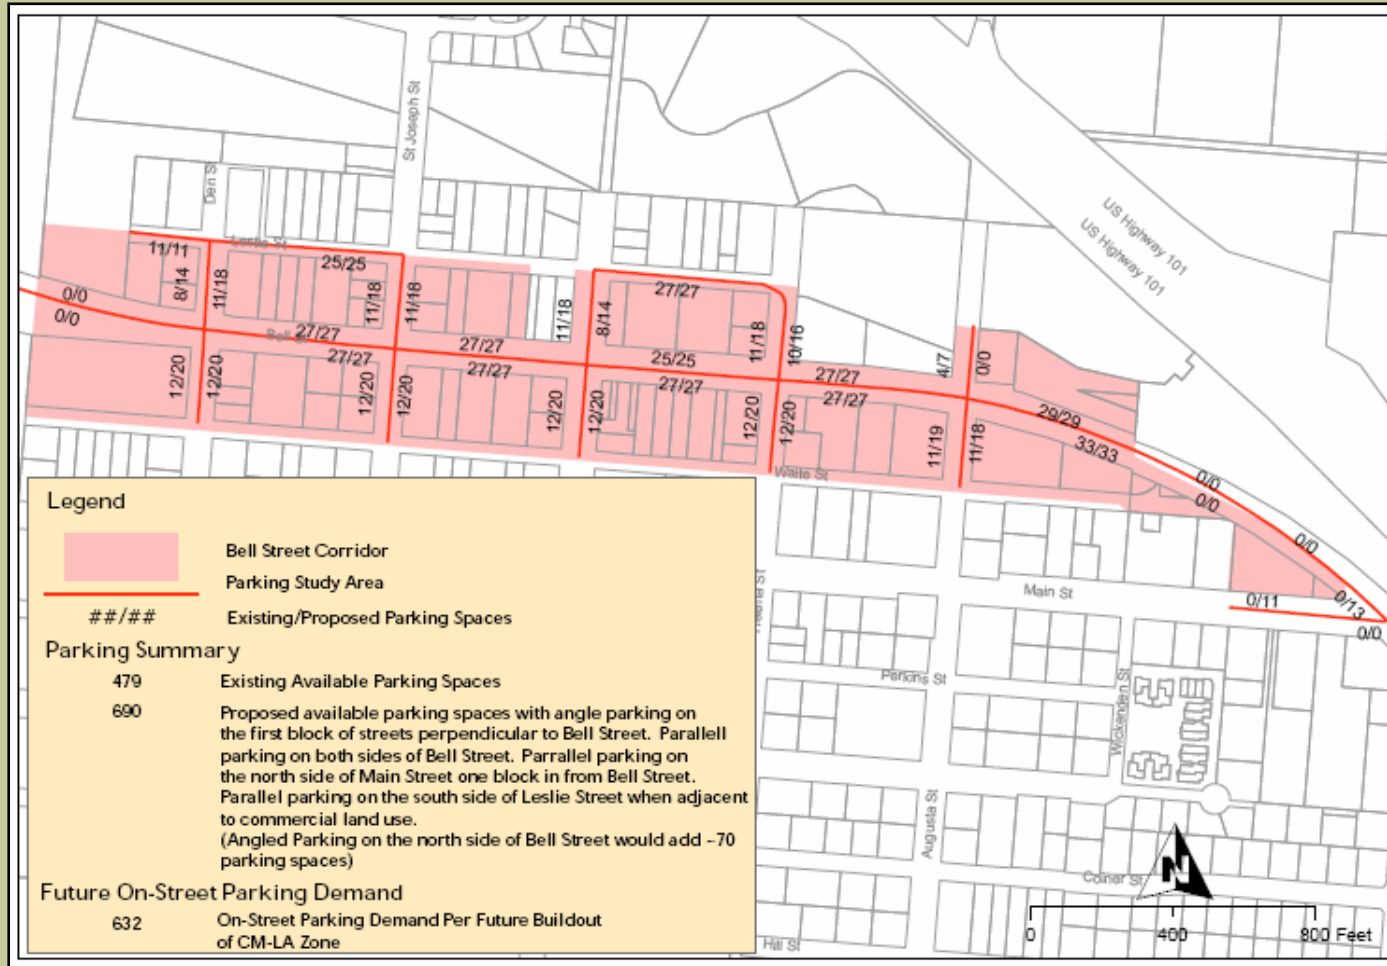 St Joseph St
Den St
US Highway 101
US Highway 101
Leslie St
11/11
25/25
8/14
11/18
11/18
11/18
11/18
8/14
27/27
11/18
10/16
0/0
0/0
27/27
27/27
27/27
27/27
25/25
27/27
27/27
27/27
4/7
0/0
29/29
33/33
12/20
12/20
12/20
12/20
12/20
12/20
12/20
12/20
11/19
11/18
0/0
0/0
0/0
0/13
0/11
0/0
Main St
Perkins St
Wickenden St
Augusta St
Hill St
Legend
Bell Street Corridor
Parking Study Area
##/## Existing/Proposed Parking Spaces
Parking Summary
479 Existing Available Parking Spaces
690 Proposed available parking spaces with angle parking on
the first block of streets perpendicular to Bell Street. Parallell
parking on both sides of Bell Street. Parrallel parking on
the north side of Main Street one block in from Bell Street.
Parallel parking on the south side of Leslie Street when adjacent
to commercial land use.
(Angled Parking on the north side of Bell Street would add ~70
parking spaces)
Future On-Street Parking Demand
632 On-Street Parking Demand Per Future Buildout
of CM-LA Zone
N
0 400 800 Feet